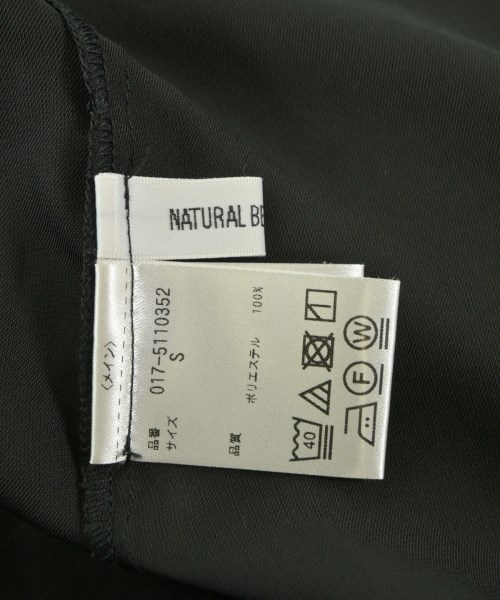 NATURAL BE
品番 017-5110352
サイズ S
品質
ポリエステル 100%
〈メイン〉
40
F
W